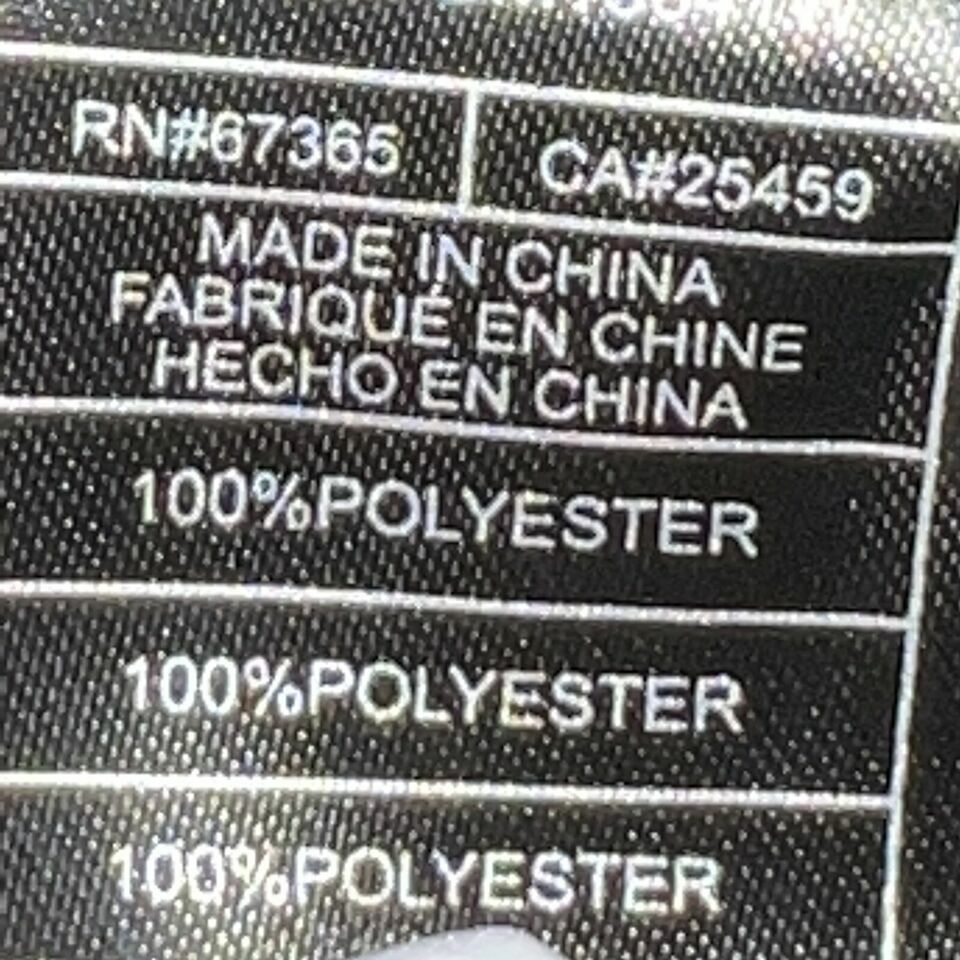 RN#67365 CA#25459
MADE IN CHINA
FABRIQUÉ EN CHINE
HECHO EN CHINA
100%POLYESTER
100%POLYESTER
100%POLYESTER